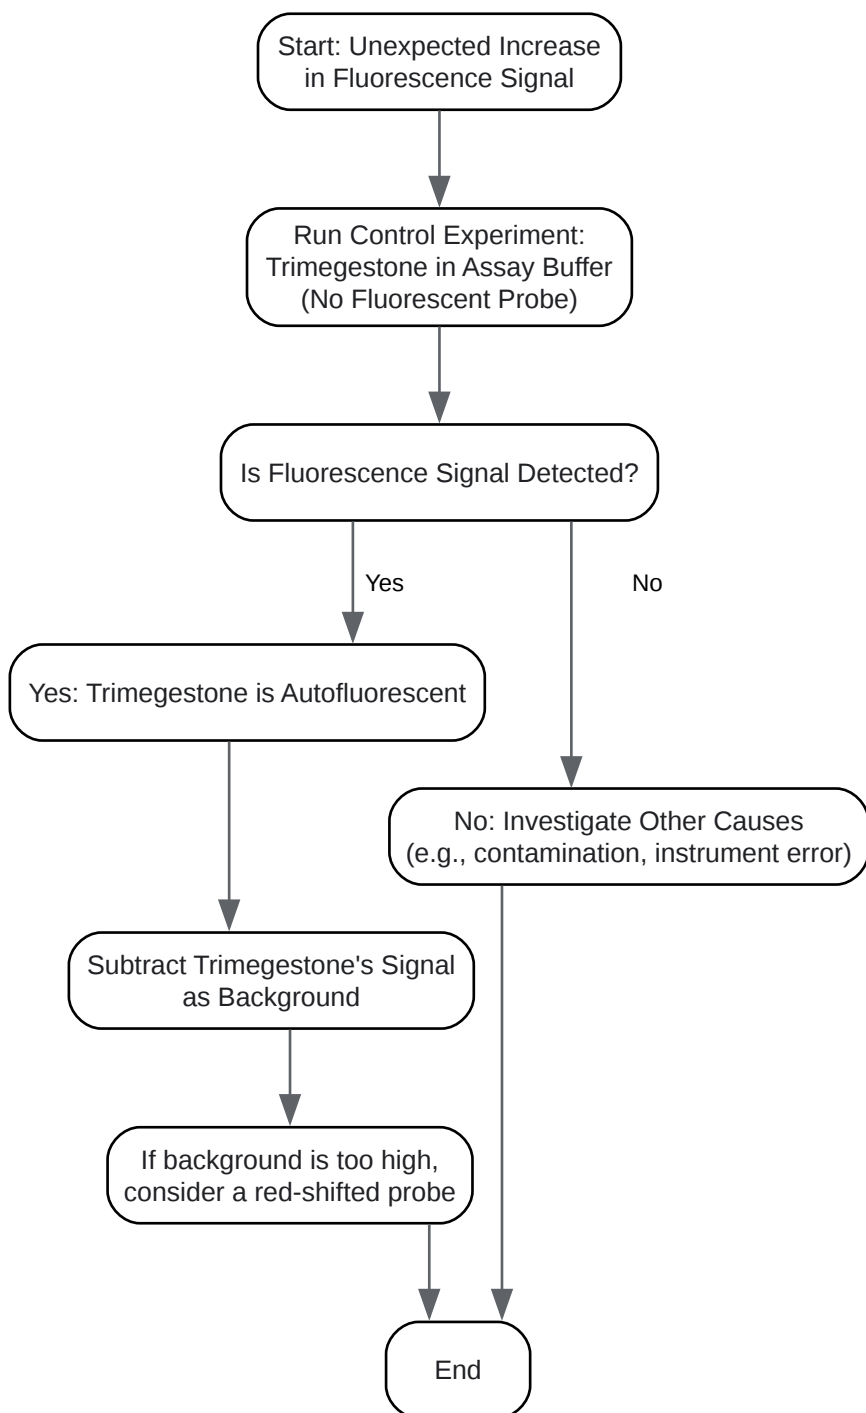 Start: Unexpected Increase
in Fluorescence Signal
Run Control Experiment:
Trimegestone in Assay Buffer
(No Fluorescent Probe)
Is Fluorescence Signal Detected?
Yes
No
Yes: Trimegestone is Autofluorescent
No: Investigate Other Causes
(e.g., contamination, instrument error)
Subtract Trimegestone's Signal
as Background
If background is too high,
consider a red-shifted probe
End